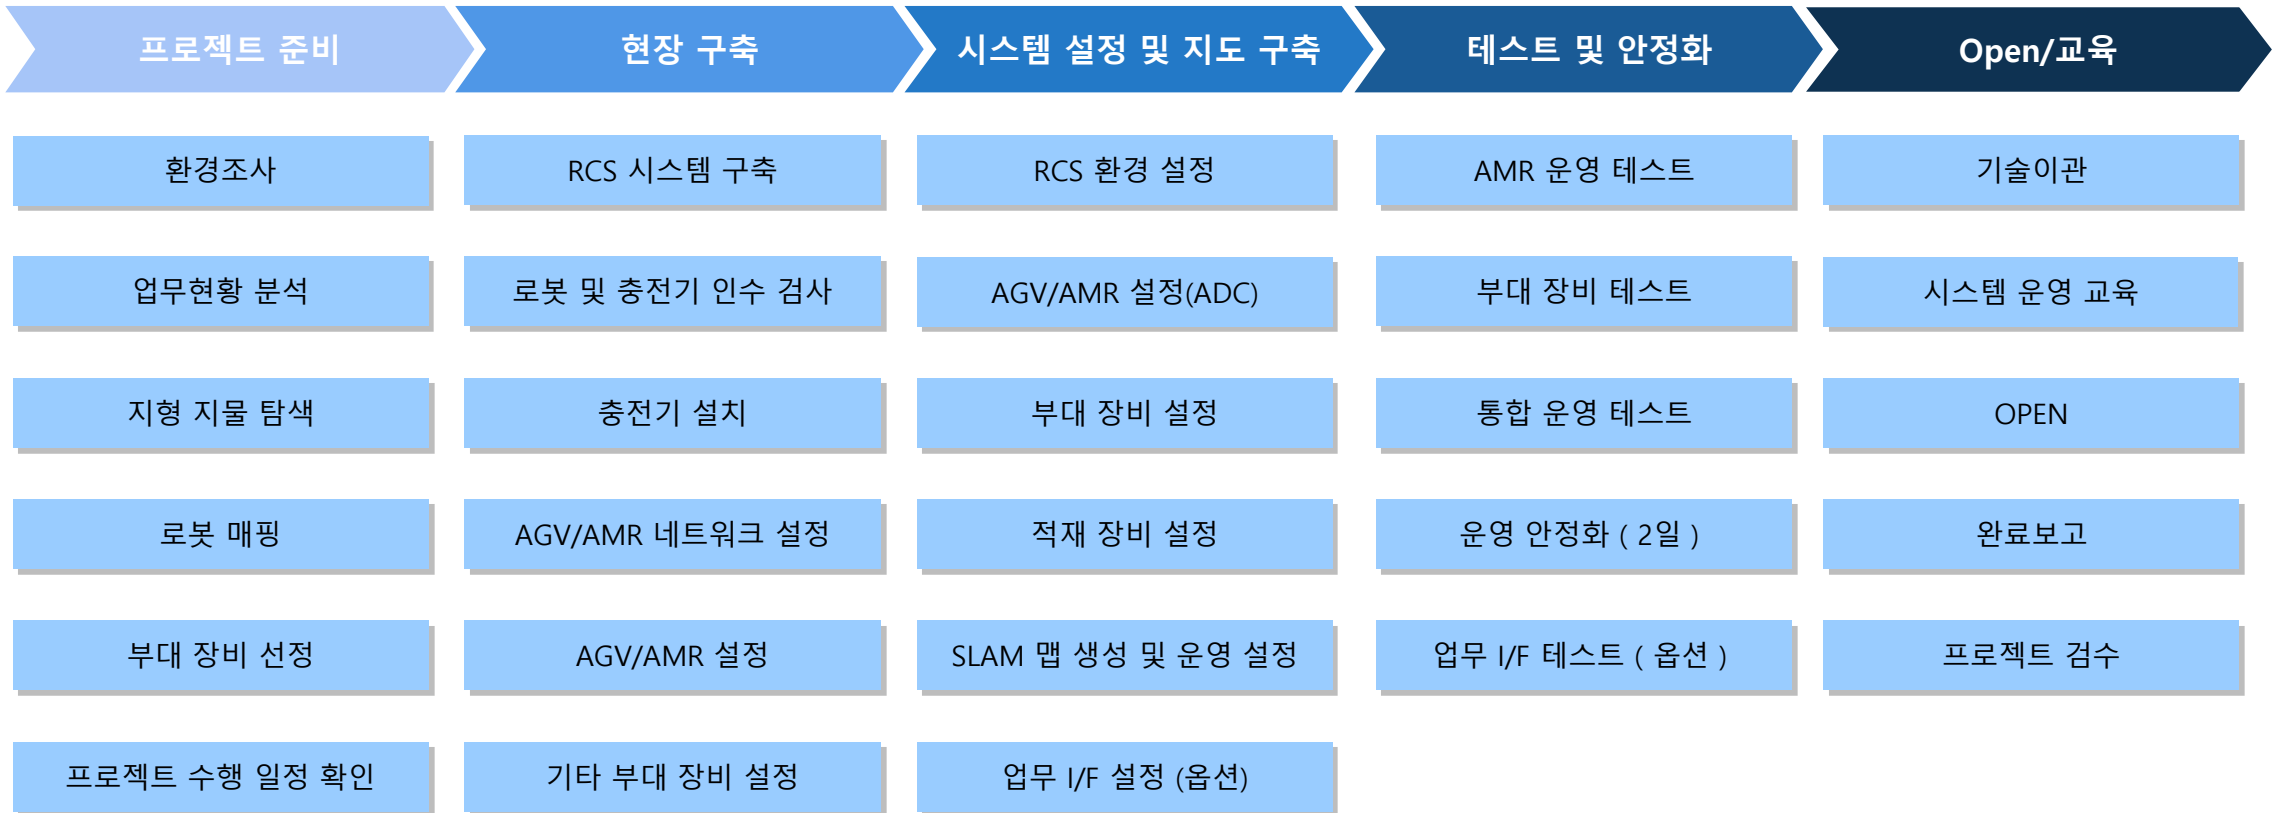 프로젝트 준비
현장 구축
시스템 설정 및 지도 구축
테스트 및 안정화
Open/교육
환경조사
RCS 시스템 구축
RCS 환경 설정
AMR 운영 테스트
기술이관
업무현황 분석
로봇 및 충전기 인수 검사
AGV/AMR 설정(ADC)
부대 장비 테스트
시스템 운영 교육
지형 지물 탐색
충전기 설치
부대 장비 설정
통합 운영 테스트
OPEN
로봇 매핑
AGV/AMR 네트워크 설정
적재 장비 설정
운영 안정화 ( 2일 )
완료보고
부대 장비 선정
AGV/AMR 설정
SLAM 맵 생성 및 운영 설정
업무 I/F 테스트 ( 옵션 )
프로젝트 검수
프로젝트 수행 일정 확인
기타 부대 장비 설정
업무 I/F 설정 (옵션)